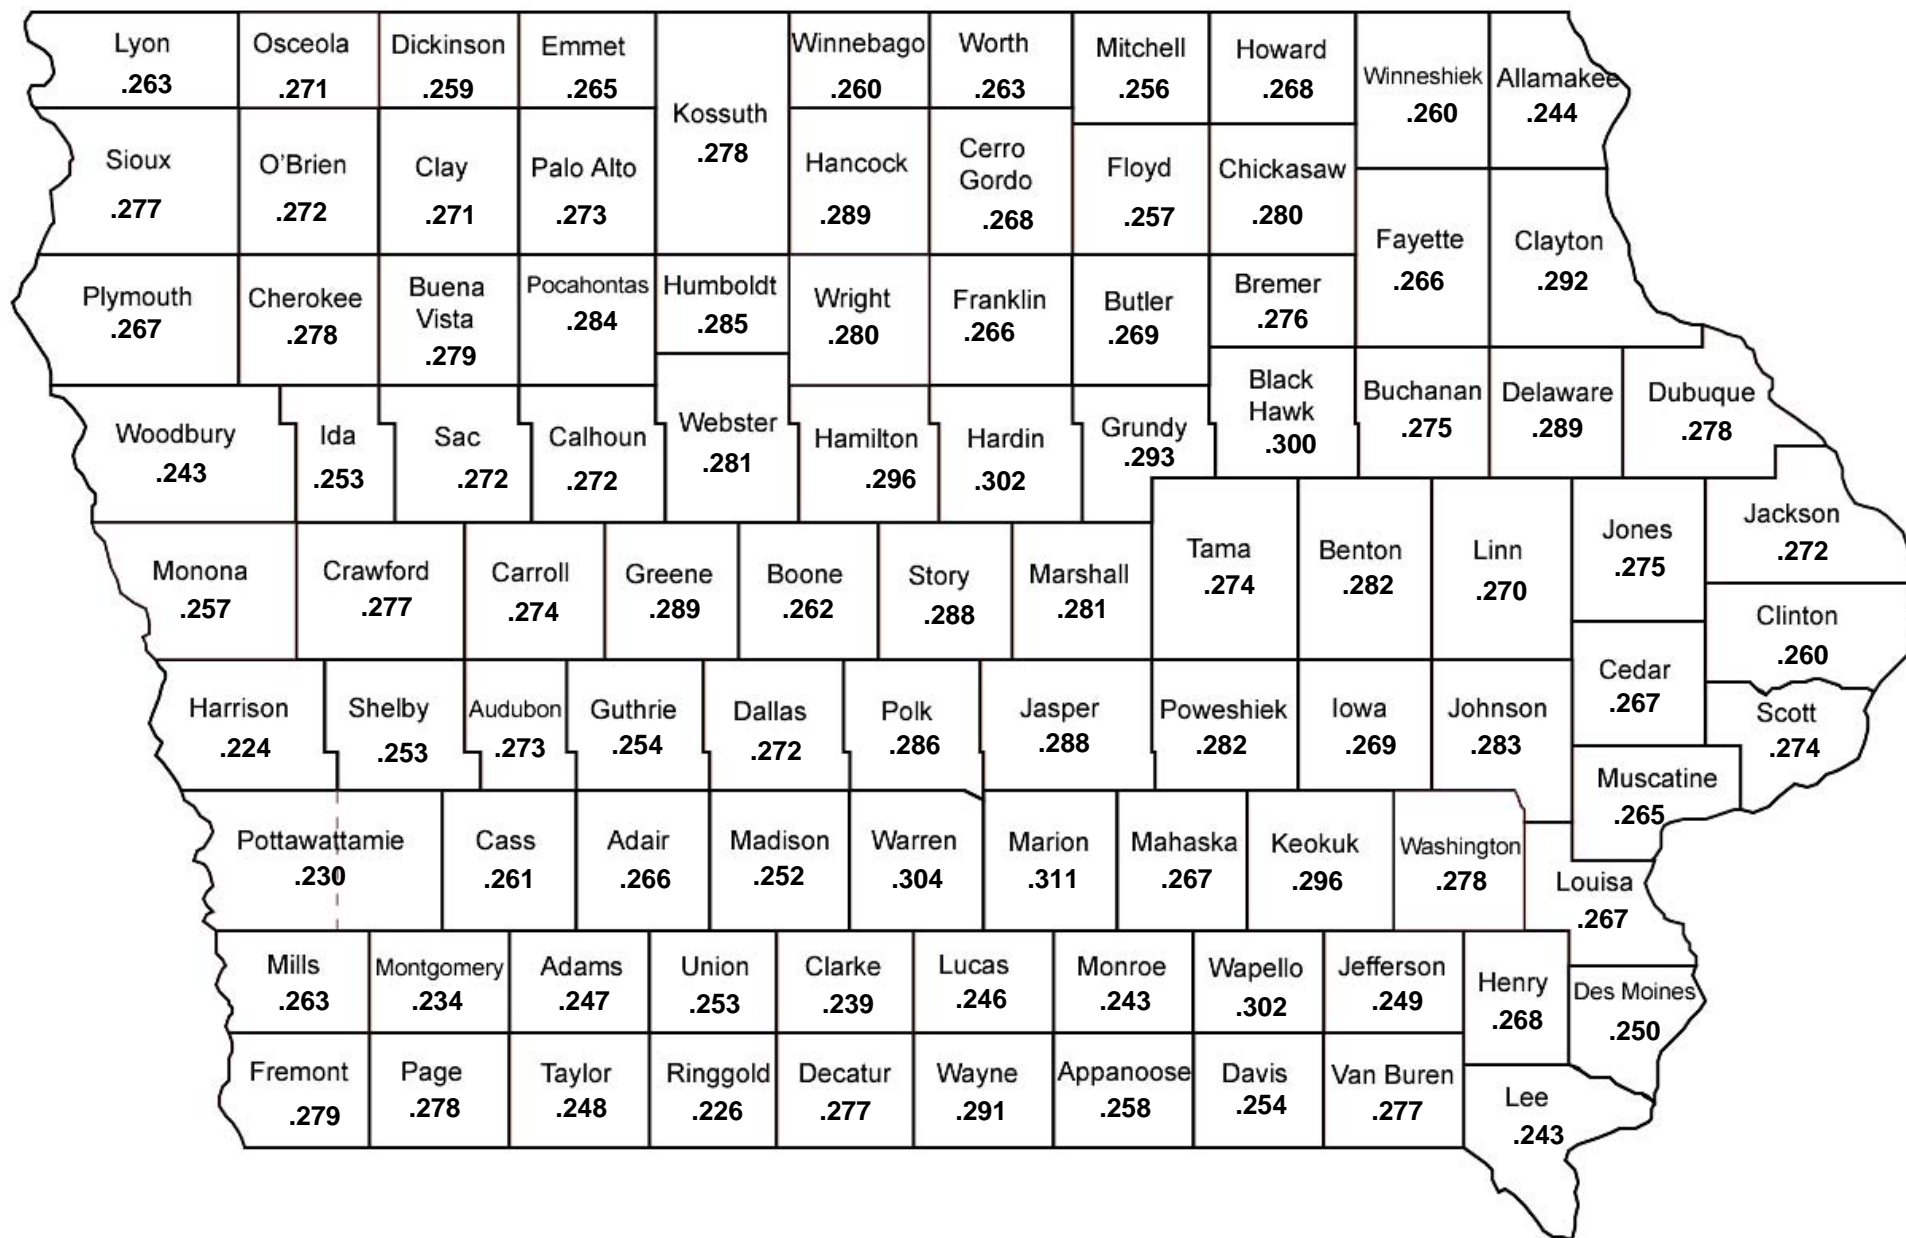 Lyon
.263
Osceola
.271
Dickinson
.259
Emmet
.265
Kossuth
.278
Winnebago
.260
Worth
.263
Mitchell
.256
Howard
.268
Winneshiek
.260
Allamakee
.244
Sioux
.277
O'Brien
.272
Clay
.271
Palo Alto
.273
Hancock
.289
Cerro
Gordo
.268
Floyd
.257
Chickasaw
.280
Fayette
.266
Clayton
.292
Plymouth
.267
Cherokee
.278
Buena
Vista
.279
Pocahontas
.284
Humboldt
.285
Wright
.280
Franklin
.266
Butler
.269
Bremer
.276
Woodbury
.243
Ida
.253
Sac
.272
Calhoun
.272
Webster
.281
Hamilton
.296
Hardin
.302
Grundy
.293
Black
Hawk
.300
Buchanan
.275
Delaware
.289
Dubuque
.278
Monona
.257
Crawford
.277
Carroll
.274
Greene
.289
Boone
.262
Story
.288
Marshall
.281
Tama
.274
Benton
.282
Linn
.270
Jones
.275
Jackson
.272
Clinton
.260
Harrison
.224
Shelby
.253
Audubon
.273
Guthrie
.254
Dallas
.272
Polk
.286
Jasper
.288
Poweshiek
.282
Iowa
.269
Johnson
.283
Cedar
.267
Scott
.274
Muscatine
.265
Pottawattamie
.230
Cass
.261
Adair
.266
Madison
.252
Warren
.304
Marion
.311
Mahaska
.267
Keokuk
.296
Washington
.278
Louisa
.267
Mills
.263
Montgomery
.234
Adams
.247
Union
.253
Clarke
.239
Lucas
.246
Monroe
.243
Wapello
.302
Jefferson
.249
Henry
.268
Des Moines
.250
Fremont
.279
Page
.278
Taylor
.248
Ringgold
.226
Decatur
.277
Wayne
.291
Appanoose
.258
Davis
.254
Van Buren
.277
Lee
.243